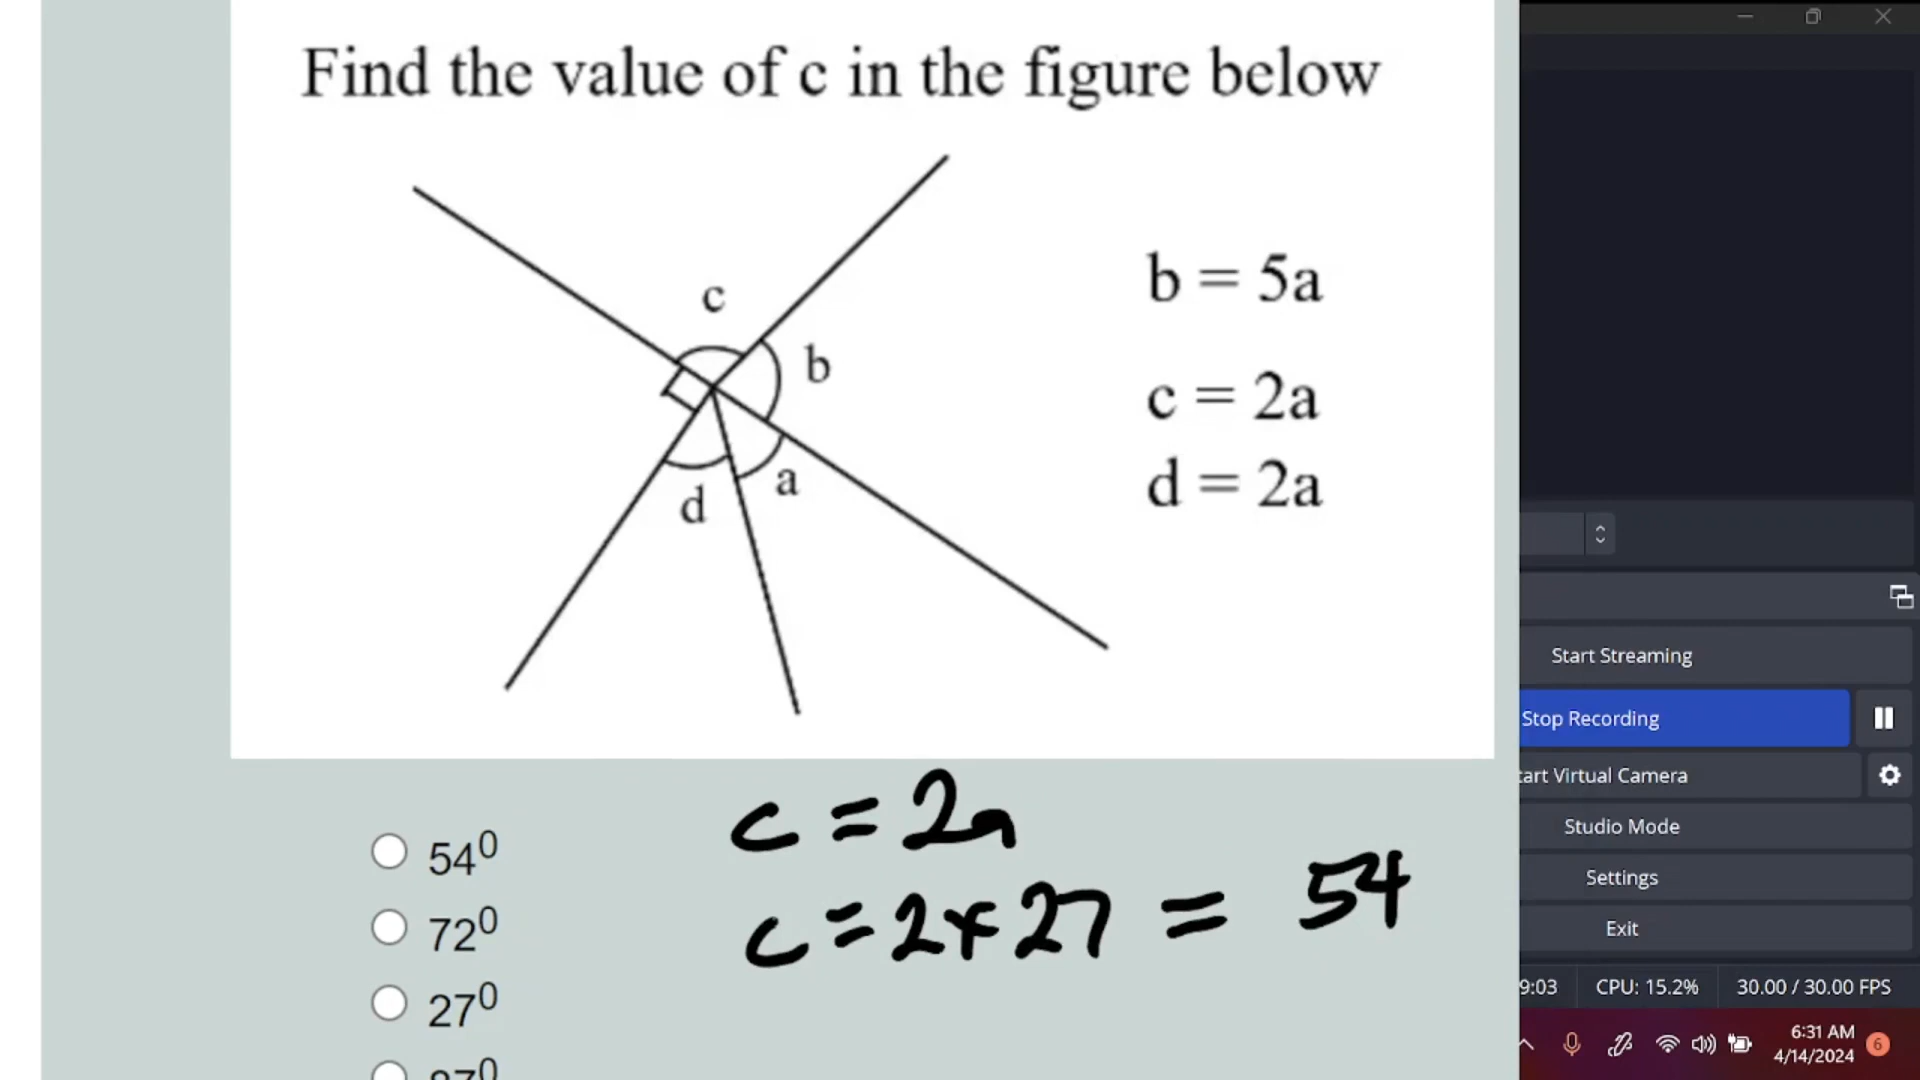 Find the value of c in the figure below
c
b
a
d
b = 5a
c = 2a
d = 2a
54⁰
72⁰
27⁰
c = 2a
c = 2 x 27 = 54
Start Streaming
Stop Recording
tart Virtual Camera
Studio Mode
Settings
Exit
9:03 CPU: 15.2% 30.00 / 30.00 FPS
6:31 AM
4/14/2024
6